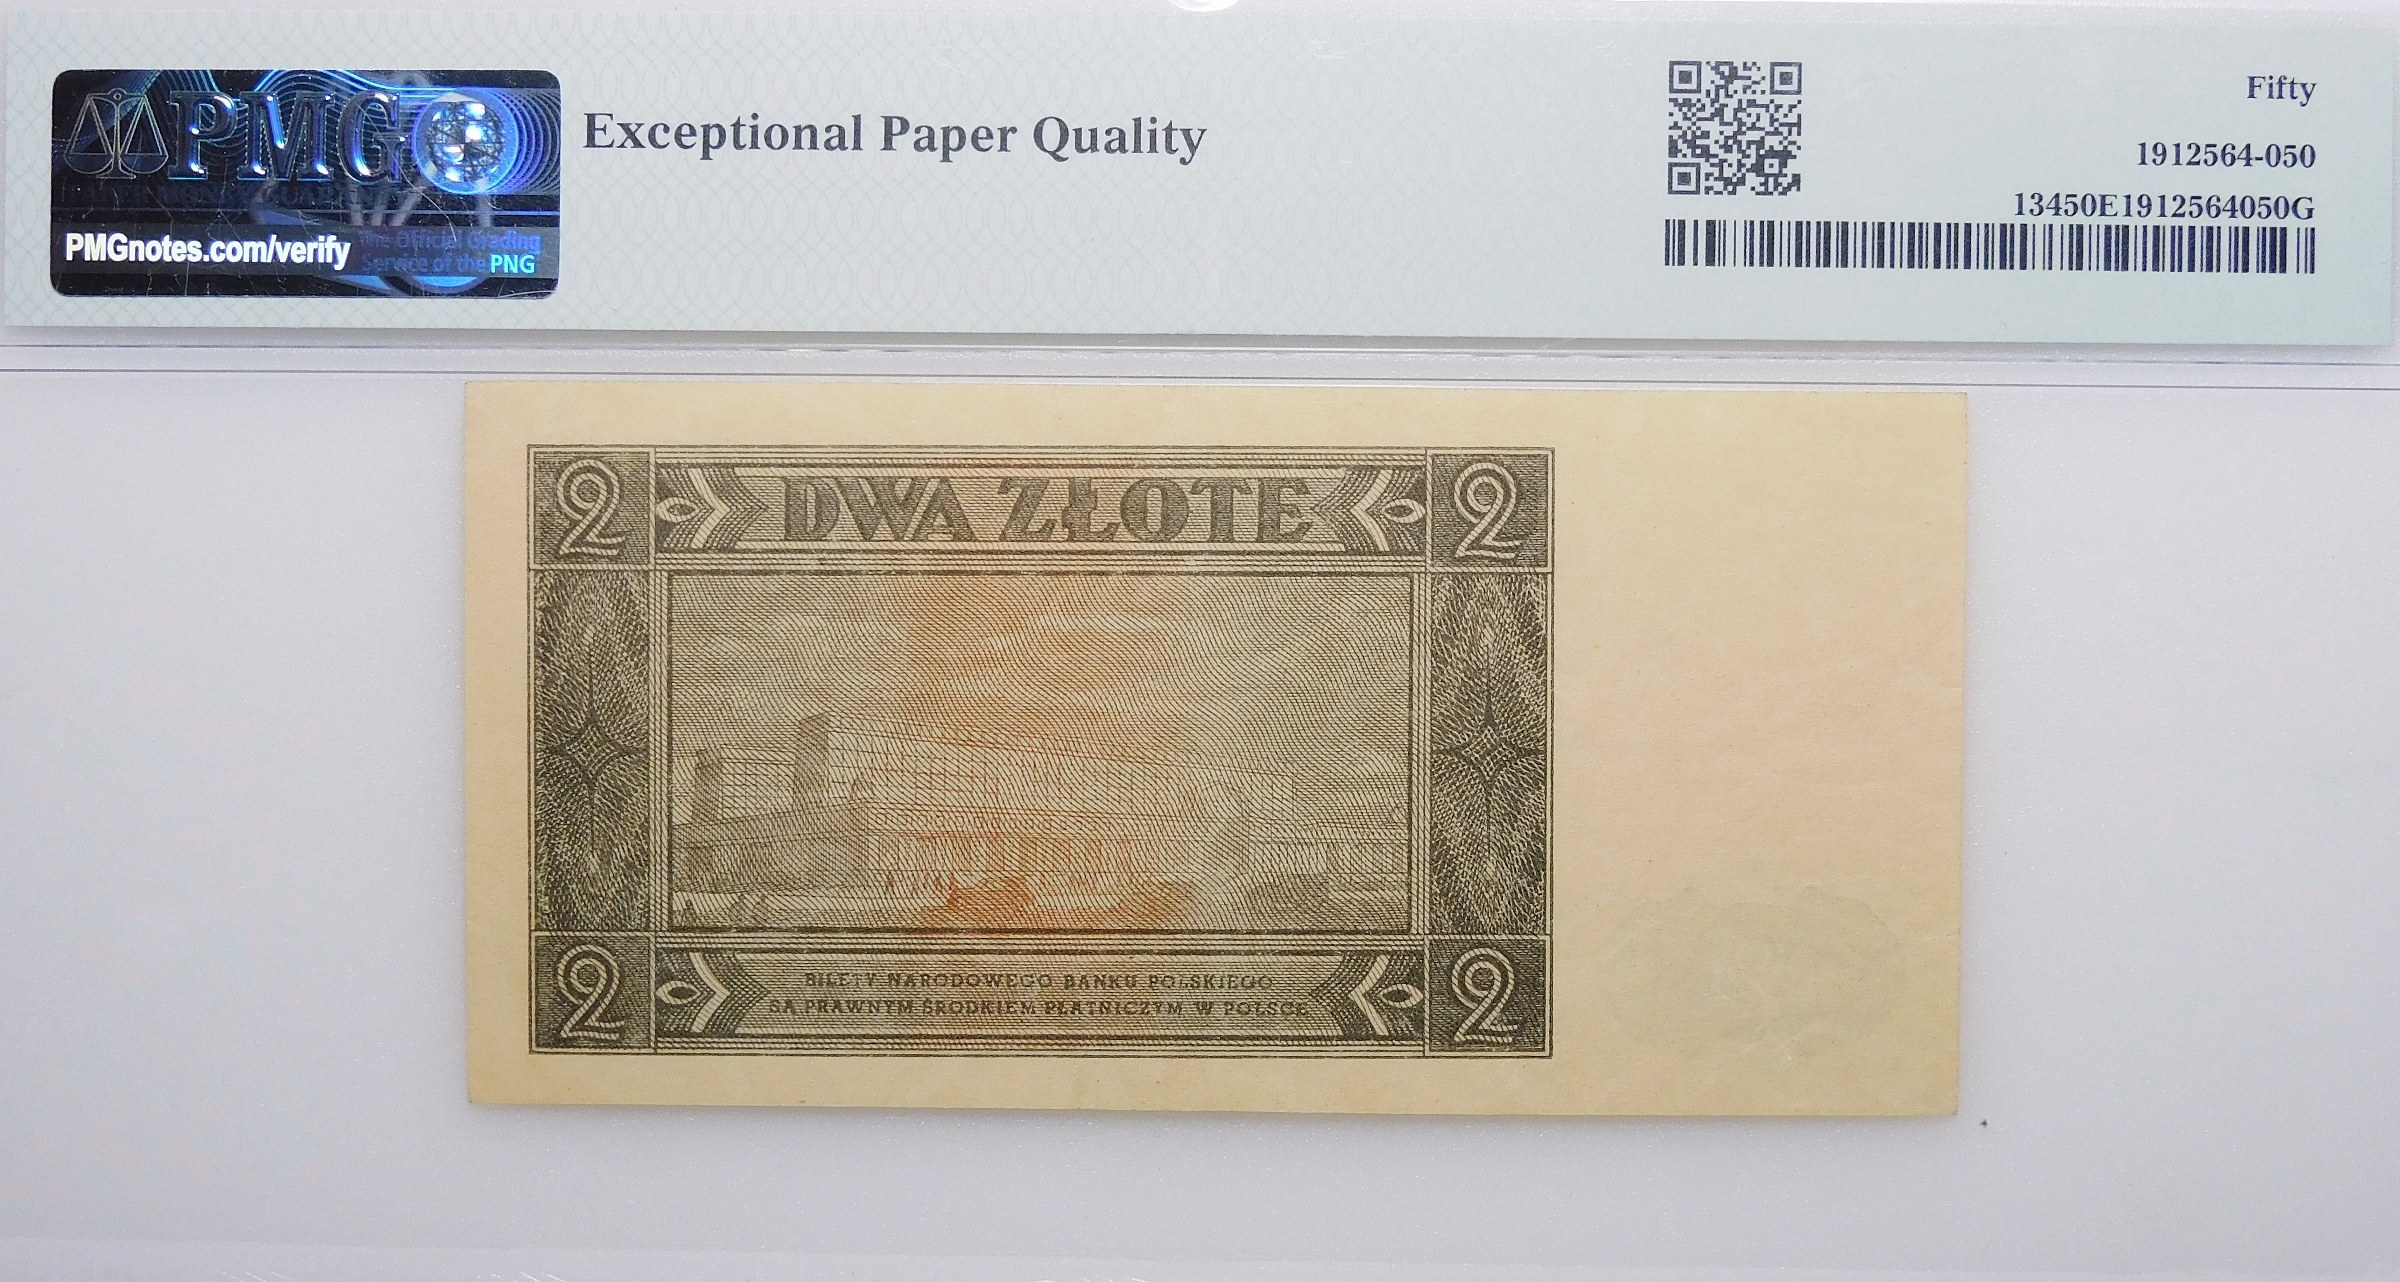 PMG
PMGnotes.com/verify
The Official Grading
Service of the PNG
Exceptional Paper Quality
Fifty
1912564-050
13450E1912564050G
2 DWA ZŁOTE 2
2 BILETY NARODOWEGO BANKU POLSKIEGO 2
SĄ PRAWNYM ŚRODKIEM PŁATNICZYM W POLSCE